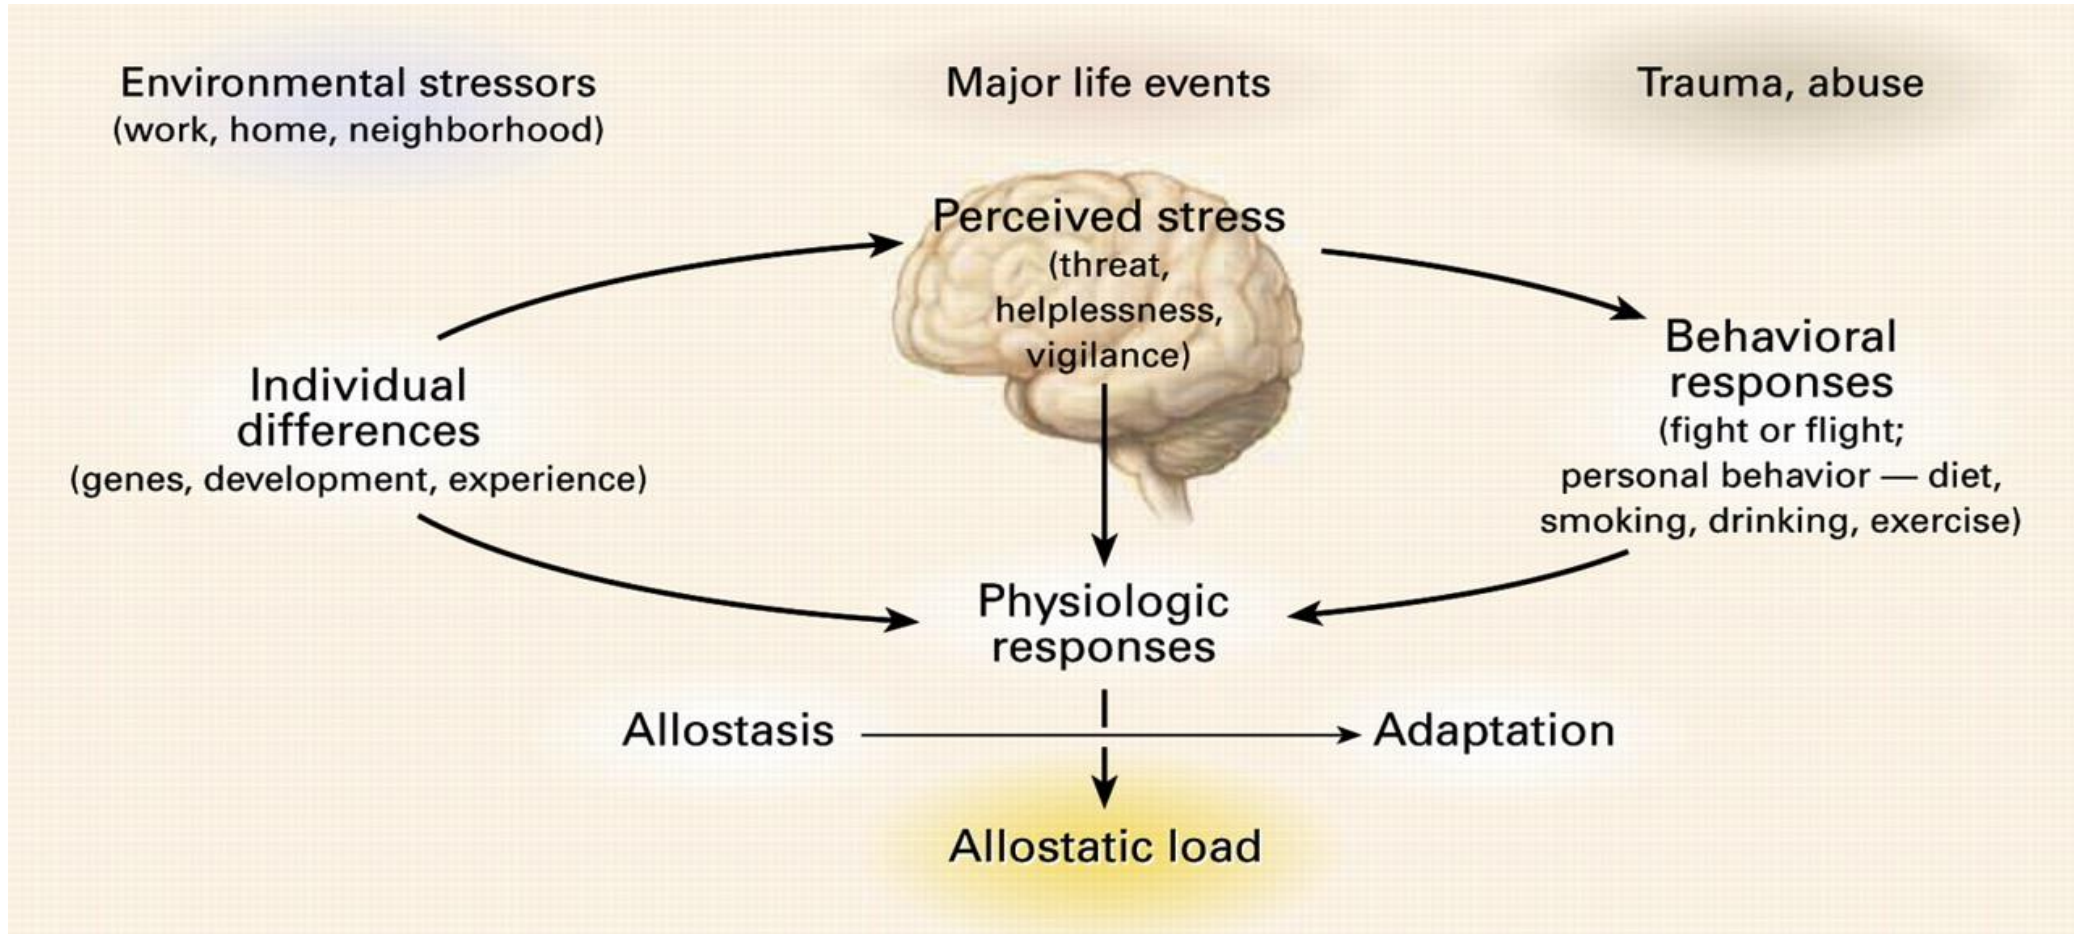 Environmental stressors
(work, home, neighborhood)
Major life events
Trauma, abuse
Perceived stress
(threat,
helplessness,
vigilance)
Individual
differences
(genes, development, experience)
Behavioral
responses
(fight or flight;
personal behavior — diet,
smoking, drinking, exercise)
Physiologic
responses
Allostasis
Adaptation
Allostatic load